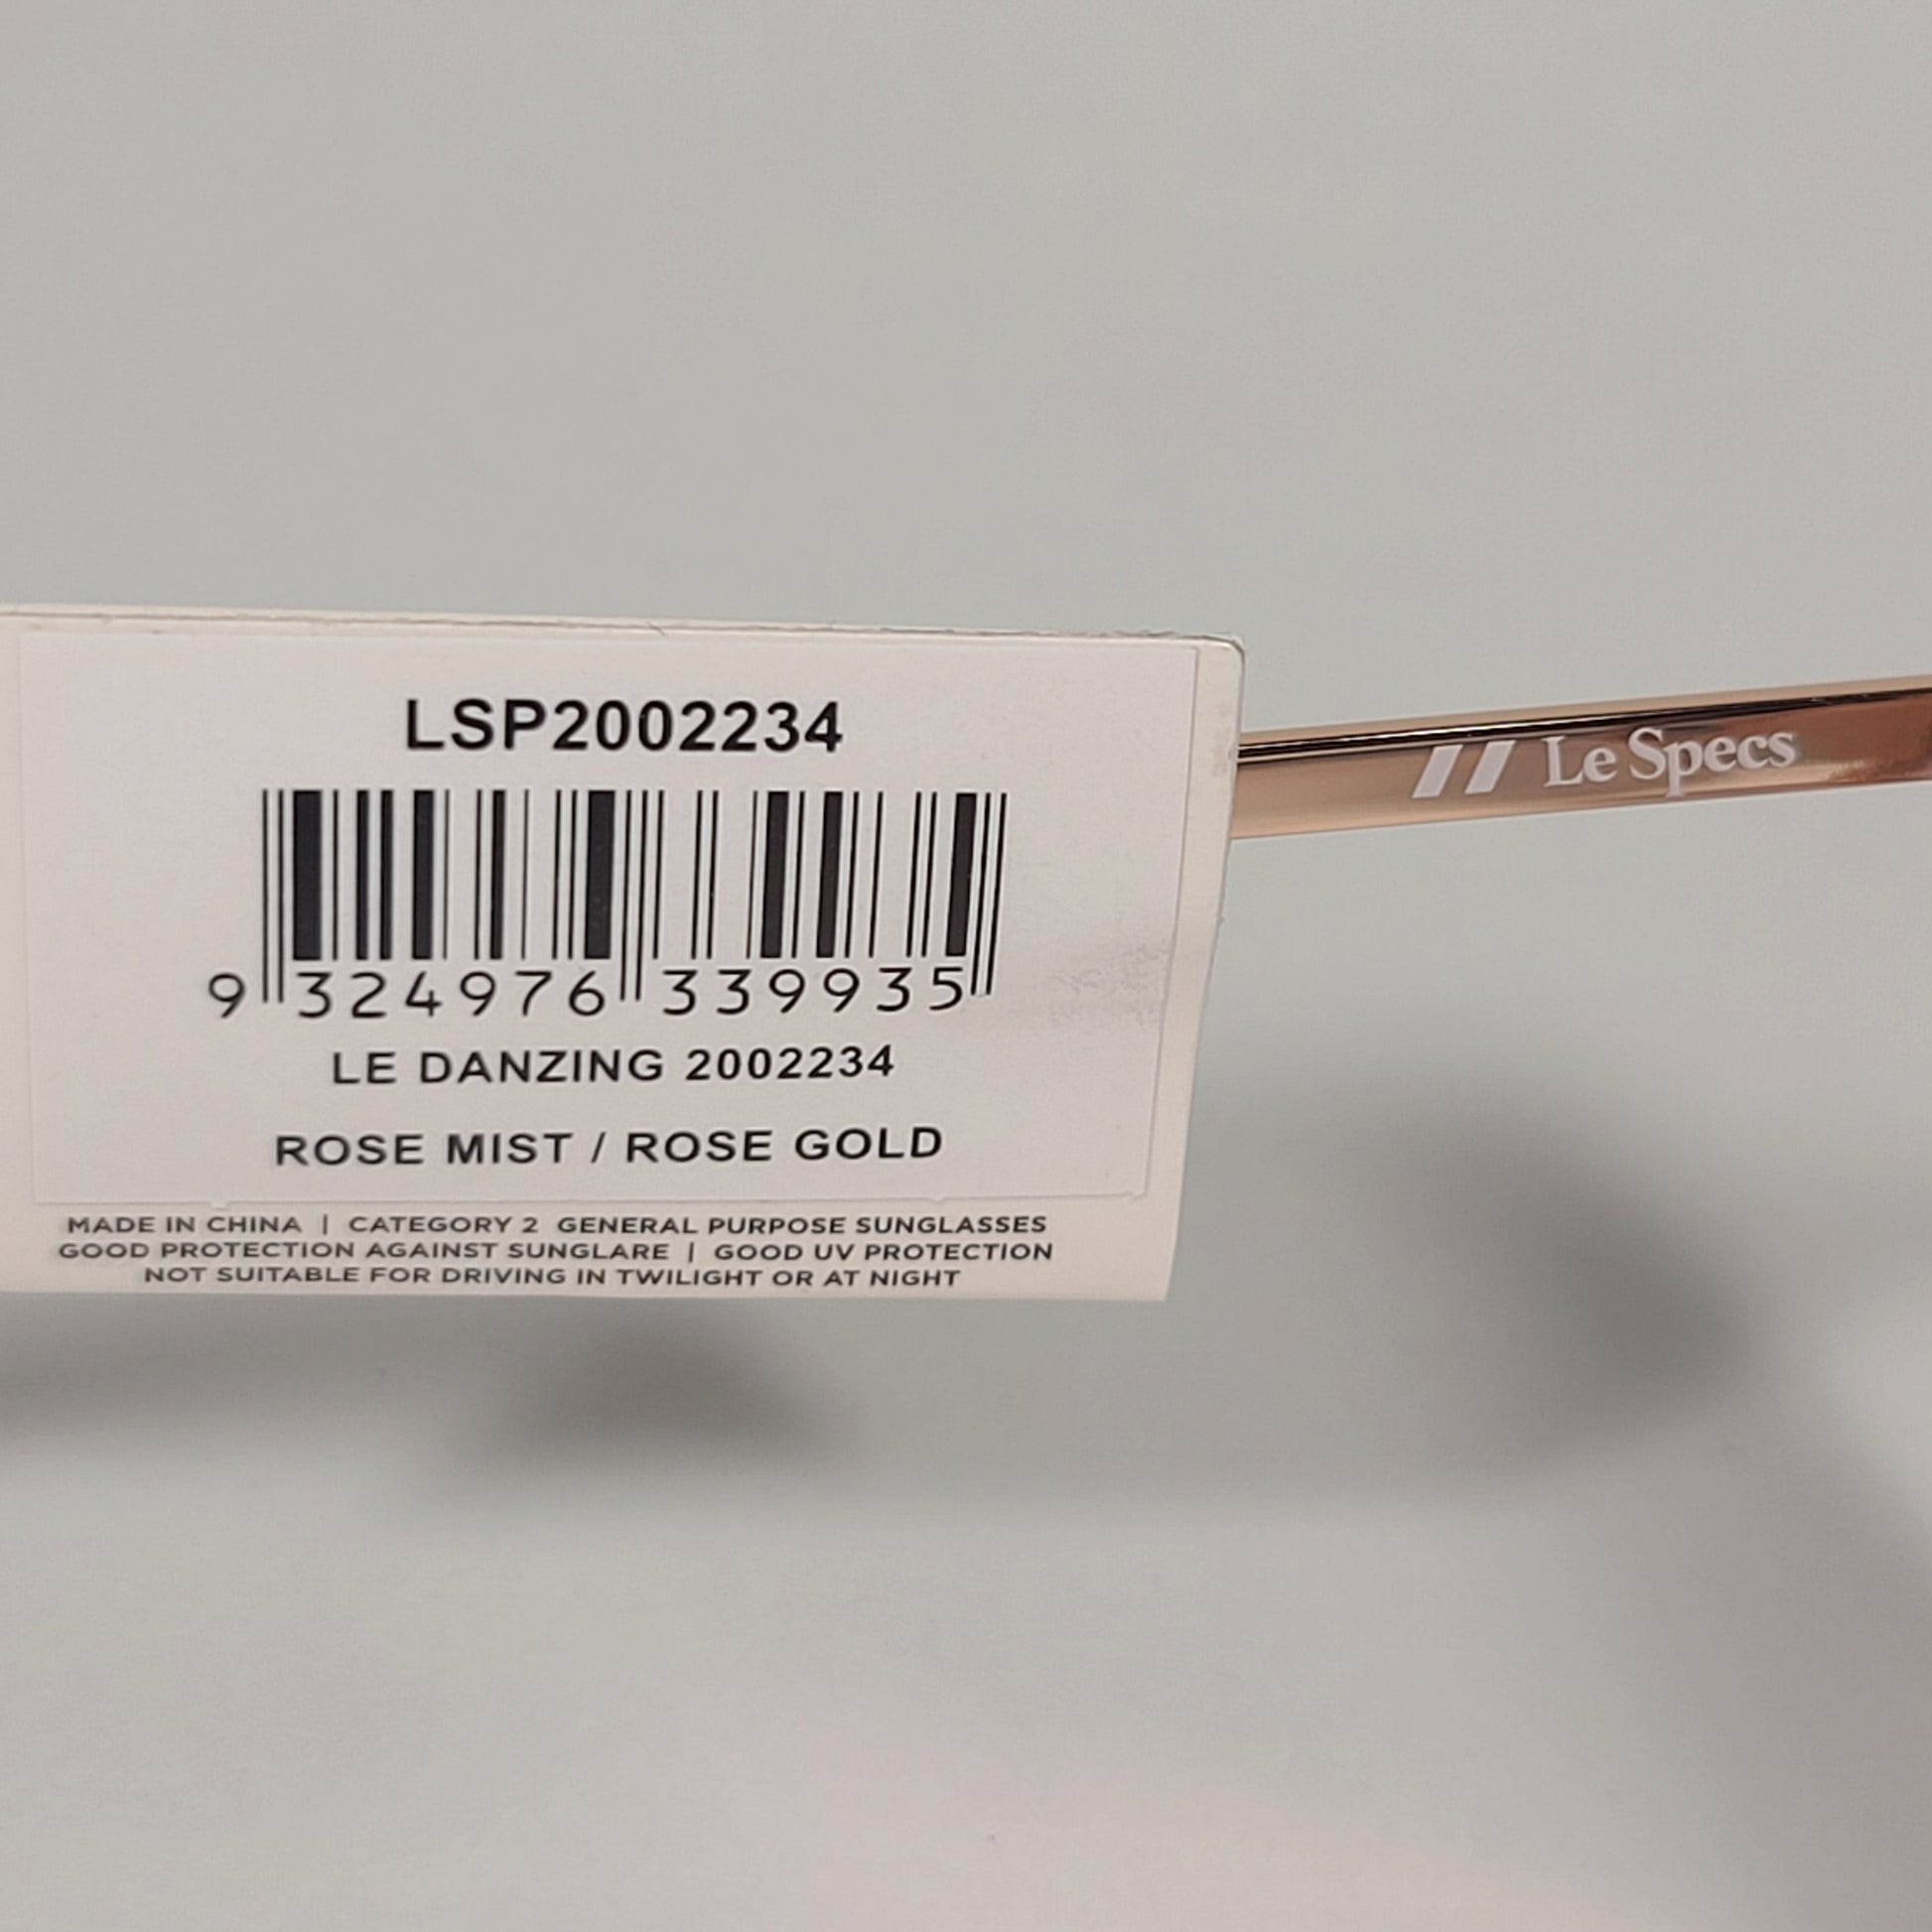 LSP2002234
Le Specs
9 324976 339935
LE DANZING 2002234
ROSE MIST / ROSE GOLD
MADE IN CHINA | CATEGORY 2 GENERAL PURPOSE SUNGLASSES
GOOD PROTECTION AGAINST SUNGLARE | GOOD UV PROTECTION
NOT SUITABLE FOR DRIVING IN TWILIGHT OR AT NIGHT